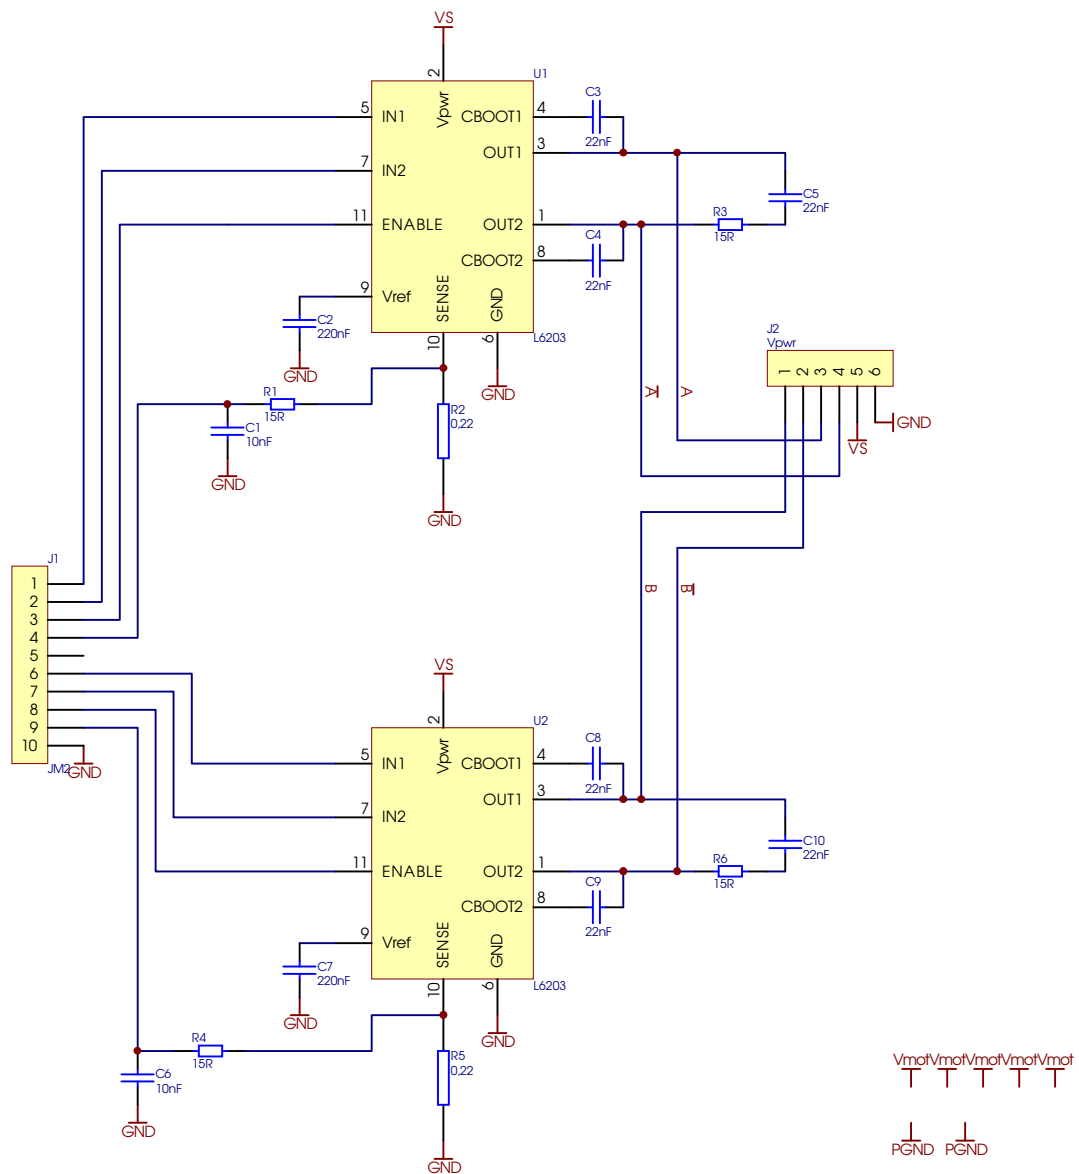 VS
2
U1
Vpwr
5
IN1
CBOOT1
4
C3
22nF
OUT1
3
7
IN2
C5
22nF
11
ENABLE
OUT2
1
R3
15R
CBOOT2
8
C4
22nF
9
Vref
SENSE
GND
C2
220nF
GND
10
6
L6203
GND
J2
Vpwr
1
2
3
4
5
6
GND
VS
A
A
R1
15R
C1
10nF
GND
R2
0,22
GND
J1
1
2
3
4
5
6
7
8
9
10
JM2
GND
B
B
VS
2
U2
Vpwr
5
IN1
CBOOT1
4
C8
22nF
OUT1
3
7
IN2
C10
22nF
11
ENABLE
OUT2
1
R6
15R
CBOOT2
8
C9
22nF
9
Vref
SENSE
GND
C7
220nF
GND
10
6
L6203
GND
R4
15R
C6
10nF
GND
R5
0,22
GND
Vmot Vmot Vmot Vmot Vmot
PGND PGND